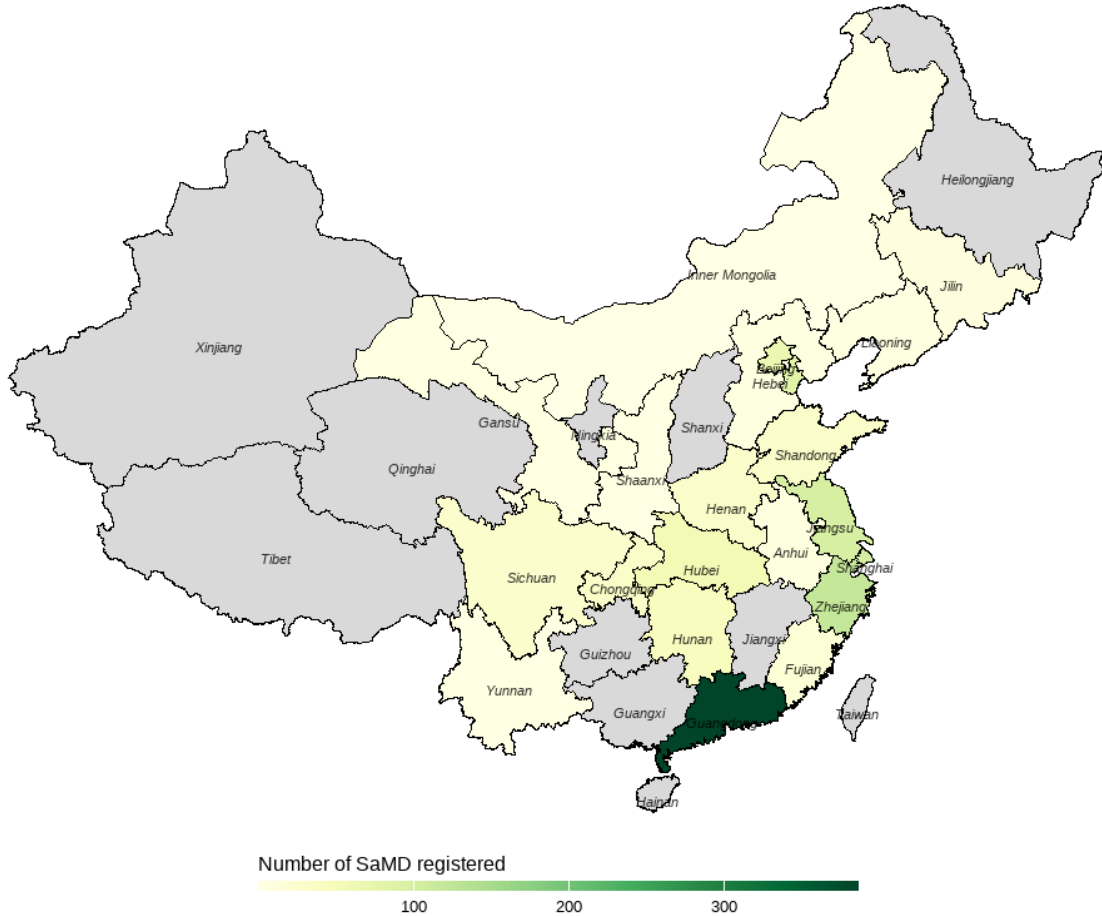 Heilongjiang
Inner Mongolia
Jilin
Xinjiang
Liaoning
Beijing
Hebei
Gansu
Ningxia
Shanxi
Shandong
Qinghai
Shaanxi
Henan
Jiangsu
Anhui
Tibet
Sichuan
Hubei
Shanghai
Chongqing
Zhejiang
Guizhou
Hunan
Jiangxi
Fujian
Yunnan
Guangxi
Guangdong
Taiwan
Hainan
Number of SaMD registered
100 200 300